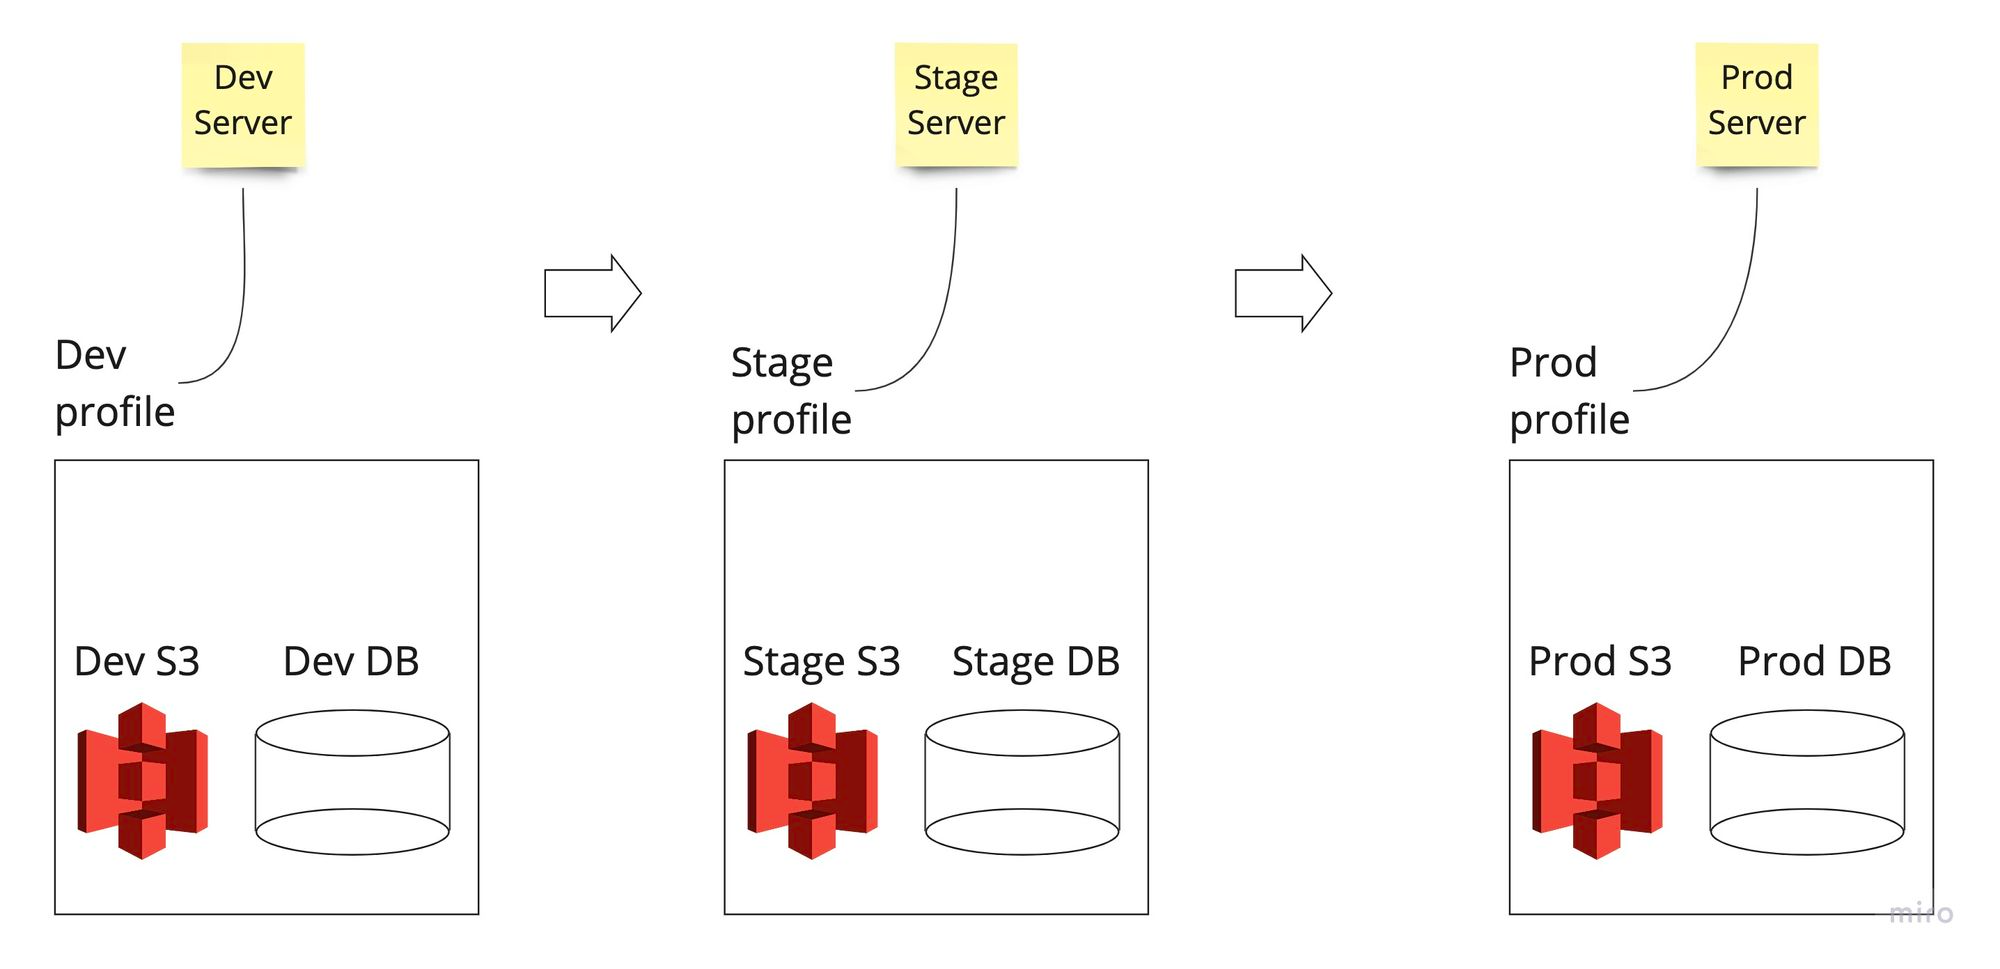 Dev
Server
Stage
Server
Prod
Server
Dev
profile
Stage
profile
Prod
profile
Dev S3
Dev DB
Stage S3
Stage DB
Prod S3
Prod DB
miro